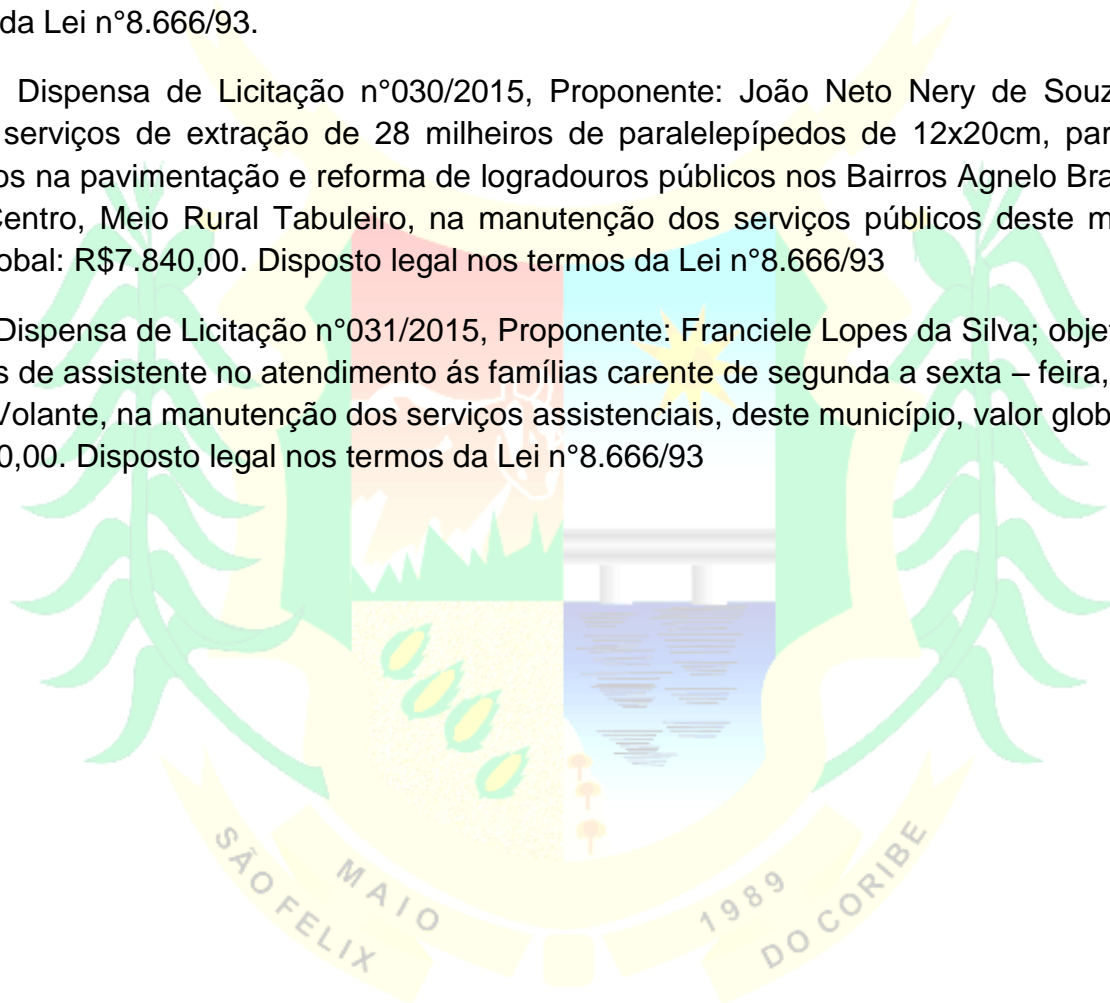 da Lei n°8.666/93.
Dispensa de Licitação n°030/2015, Proponente: João Neto Nery de Souz
serviços de extração de 28 milheiros de paralelepípedos de 12x20cm, par
os na pavimentação e reforma de logradouros públicos nos Bairros Agnelo Bra
Centro, Meio Rural Tabuleiro, na manutenção dos serviços públicos deste m
obal: R$7.840,00. Disposto legal nos termos da Lei n°8.666/93
Dispensa de Licitação n°031/2015, Proponente: Franciele Lopes da Silva; obje
s de assistente no atendimento ás famílias carente de segunda a sexta – feira,
Volante, na manutenção dos serviços assistenciais, deste município, valor glob
0,00. Disposto legal nos termos da Lei n°8.666/93
SÃO FELIX
MAIO
1989
DO CORIBE